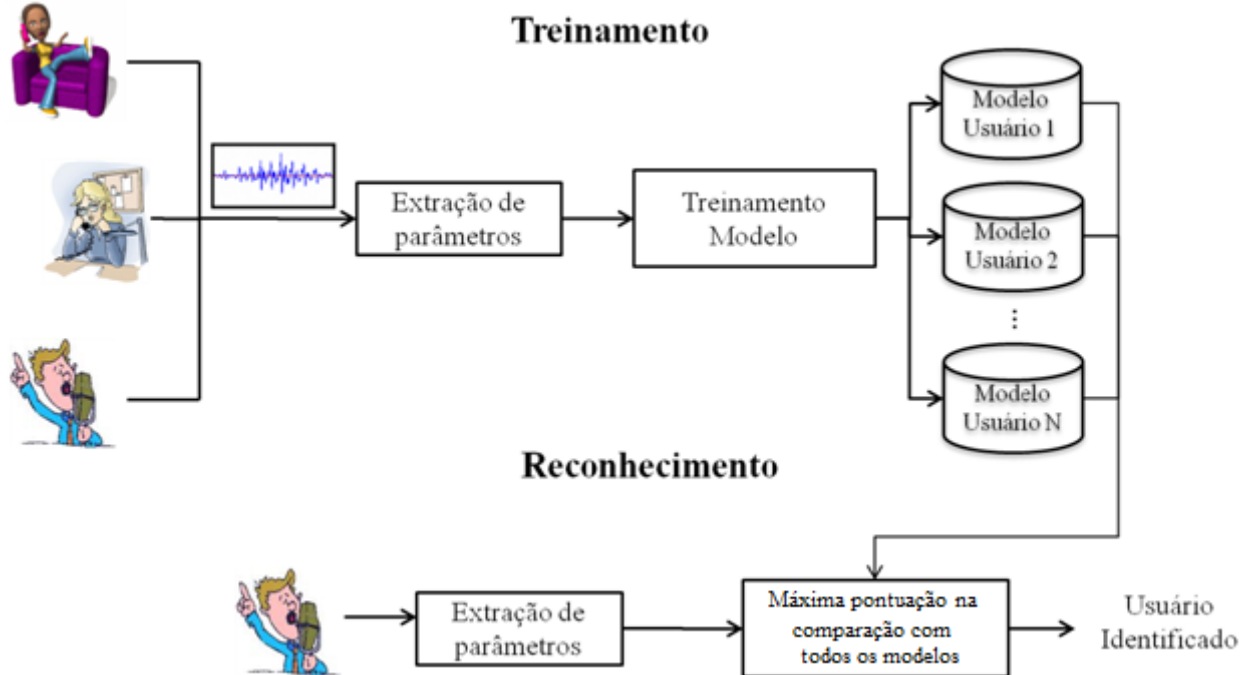 Treinamento
Extração de
parâmetros
Treinamento
Modelo
Modelo
Usuário 1
Modelo
Usuário 2
...
Modelo
Usuário N
Reconhecimento
Extração de
parâmetros
Máxima pontuação na
comparação com
todos os modelos
Usuário
Identificado